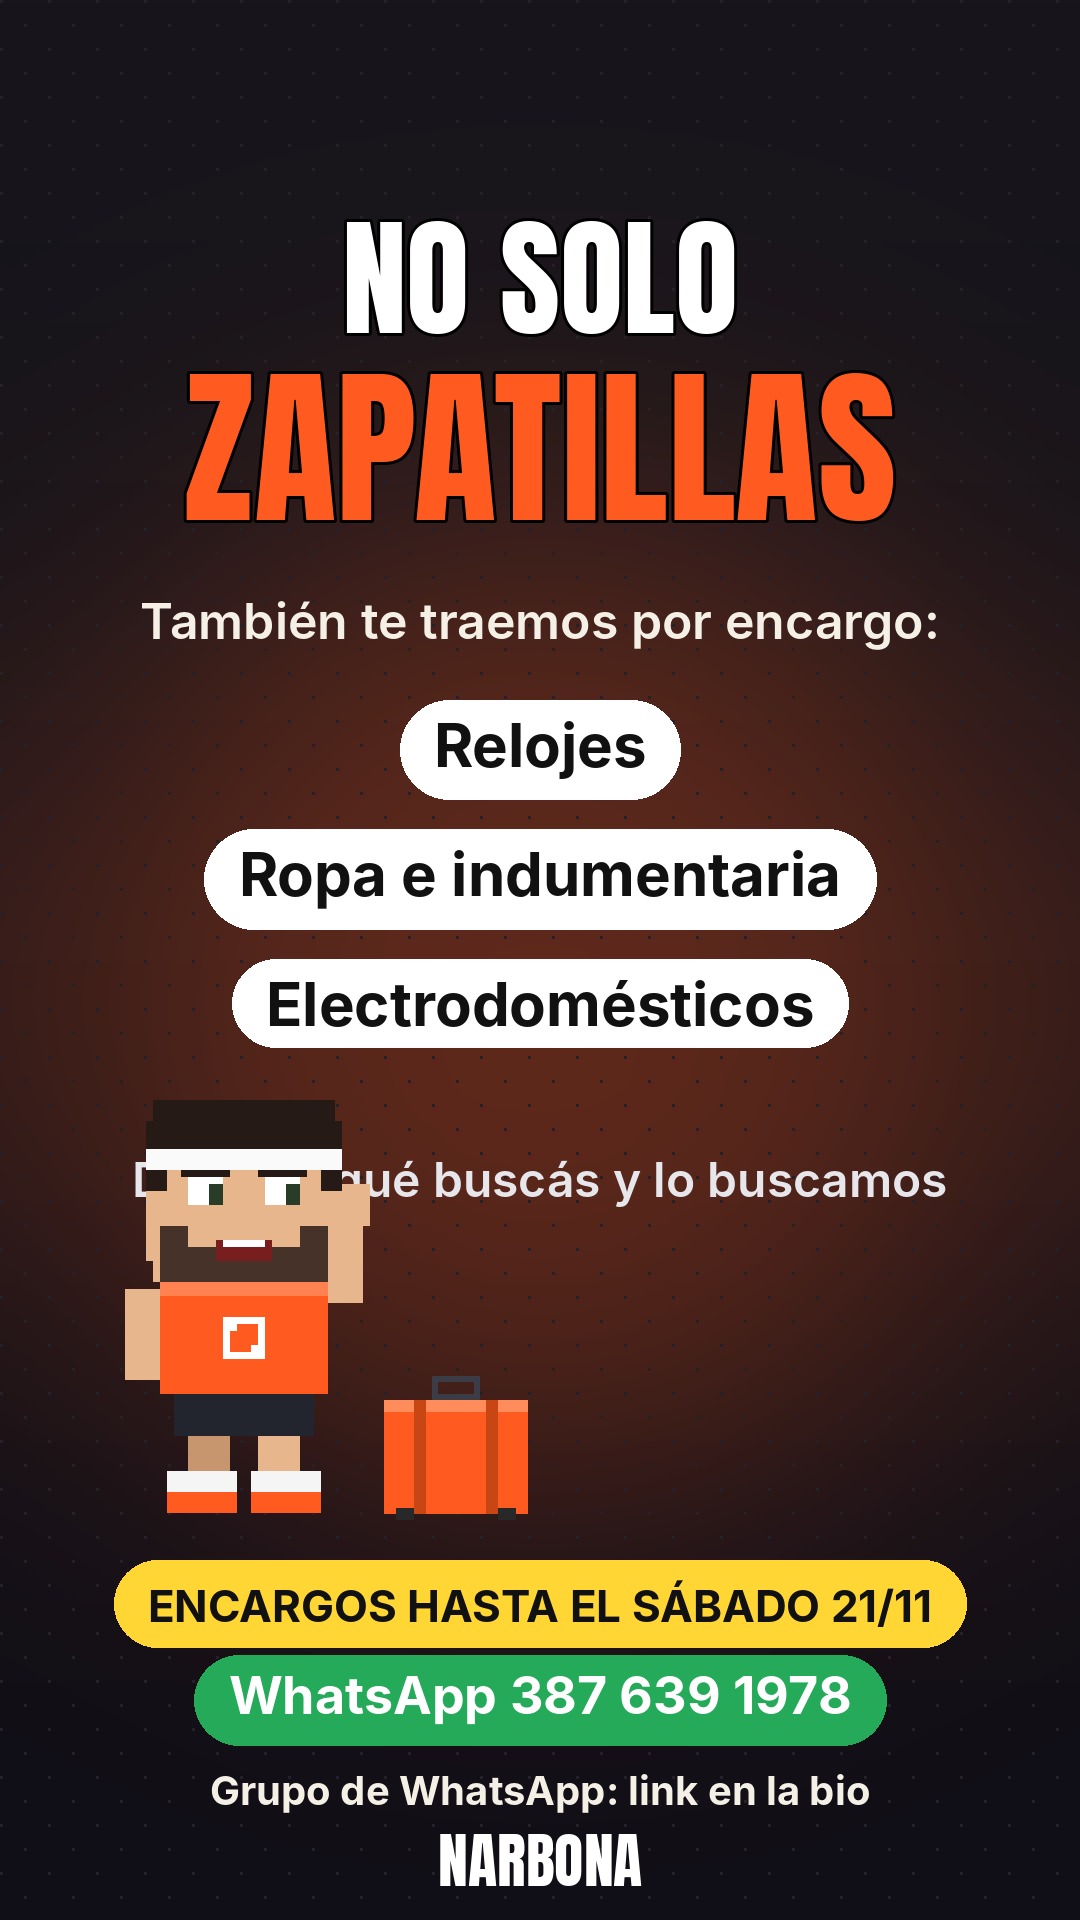 NO SOLO
ZAPATILLAS
También te traemos por encargo:
Relojes
Ropa e indumentaria
Electrodomésticos
qué buscás y lo buscamos
ENCARGOS HASTA EL SÁBADO 21/11
WhatsApp 387 639 1978
Grupo de WhatsApp: link en la bio
NARBONA